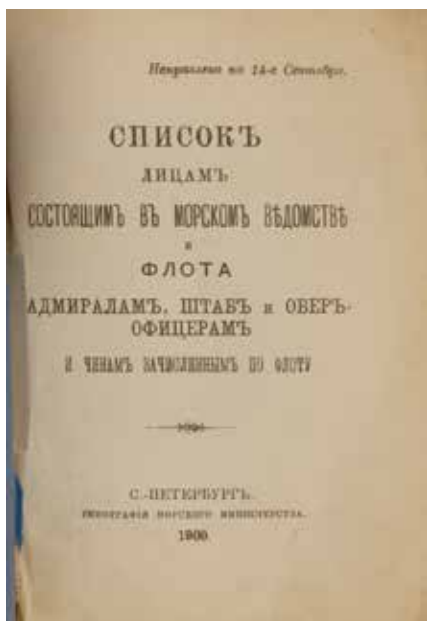 Исправлено по 14-е Сентября.
СПИСОКЪ
ЛИЦАМЪ
СОСТОЯЩИМЪ ВЪ МОРСКОМЪ ВѢДОМСТВѢ
и
ФЛОТА
АДМИРАЛАМЪ, ШТАБЪ и ОБЕРЪ-
ОФИЦЕРАМЪ
И ЧИНАМЪ ЗАЧИСЛЕННЫМЪ ПО ФЛОТУ
С.-ПЕТЕРБУРГЪ.
ТИПОГРАФІЯ МОРСКОГО МИНИСТЕРСТВА.
1900